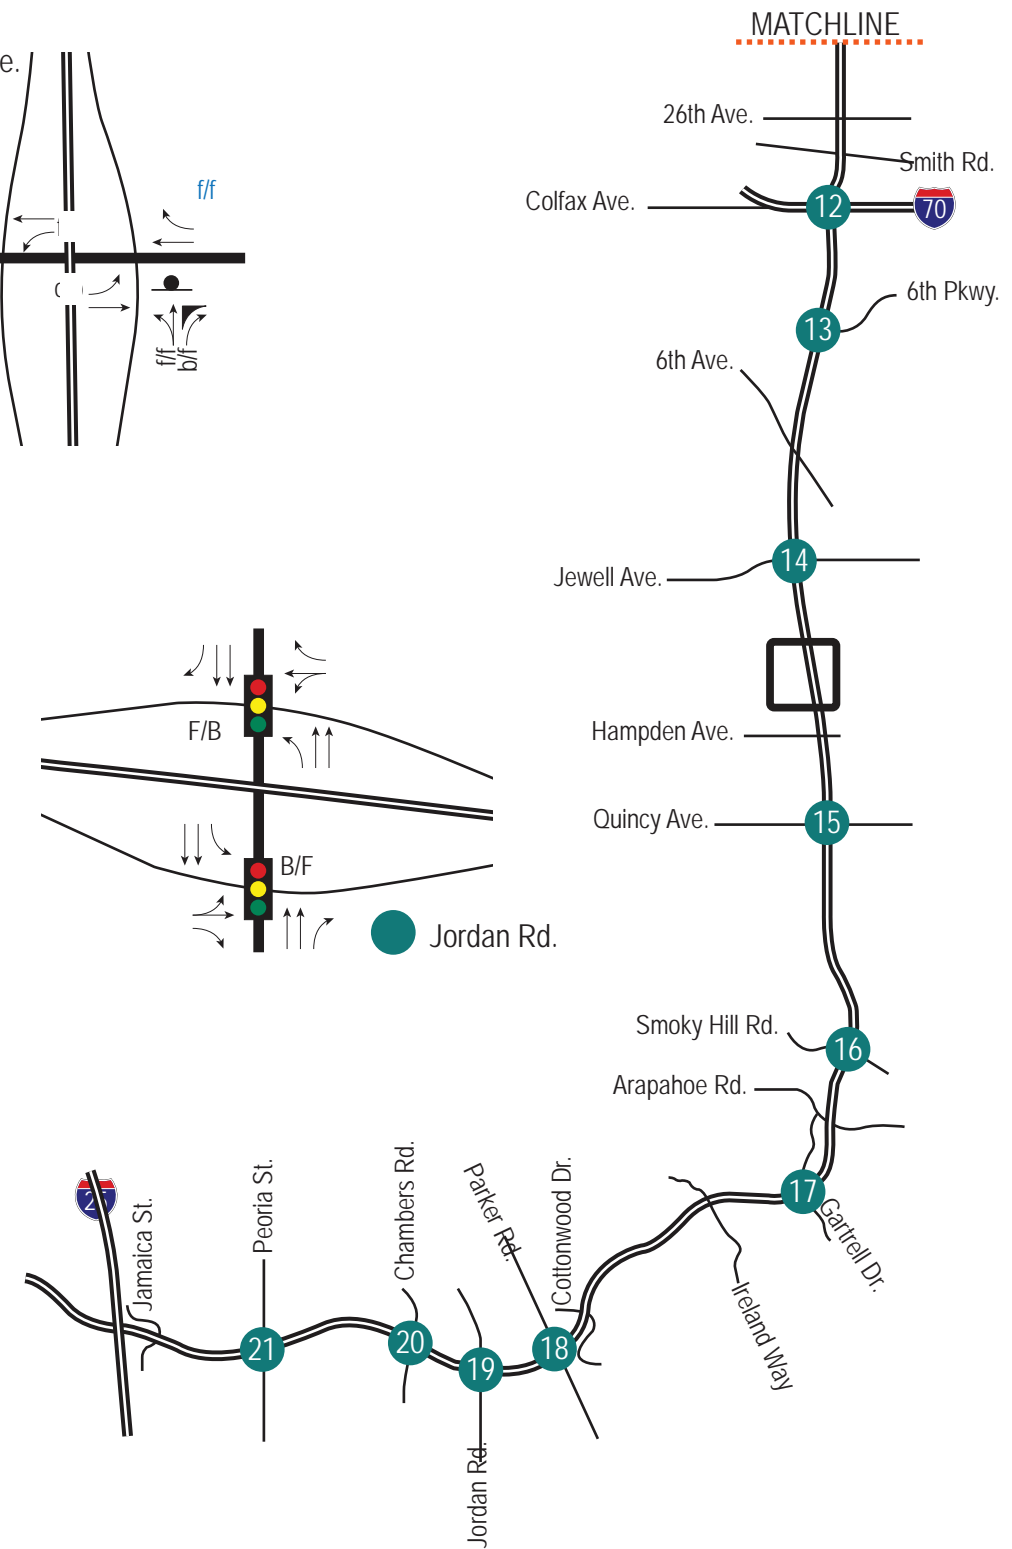 MATCHLINE
e.
26th Ave.
Smith Rd.
f/f
Colfax Ave.
12
70
6th Pkwy.
13
f/f
b/f
6th Ave.
14
Jewell Ave.
F/B
Hampden Ave.
Quincy Ave.
15
B/F
Jordan Rd.
Smoky Hill Rd.
16
Arapahoe Rd.
17
Gartrell Dr.
25
Jamaica St.
Peoria St.
Chambers Rd.
Parker Rd.
Cottonwood Dr.
Ireland Way
21
20
19
18
Jordan Rd.